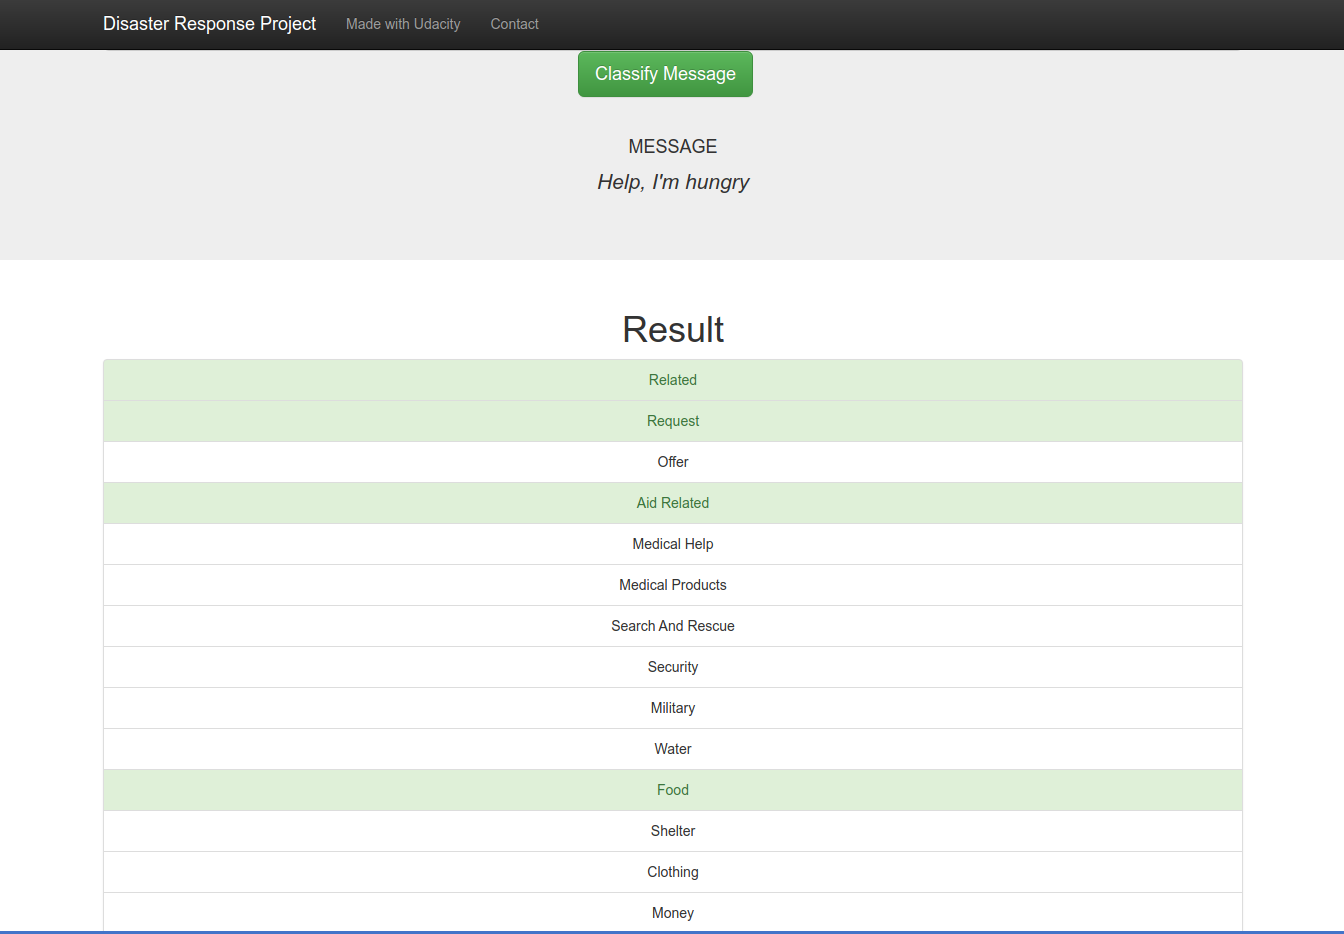 Disaster Response Project Made with Udacity Contact
Classify Message
MESSAGE
Help, I'm hungry
Result
Related
Request
Offer
Aid Related
Medical Help
Medical Products
Search And Rescue
Security
Military
Water
Food
Shelter
Clothing
Money